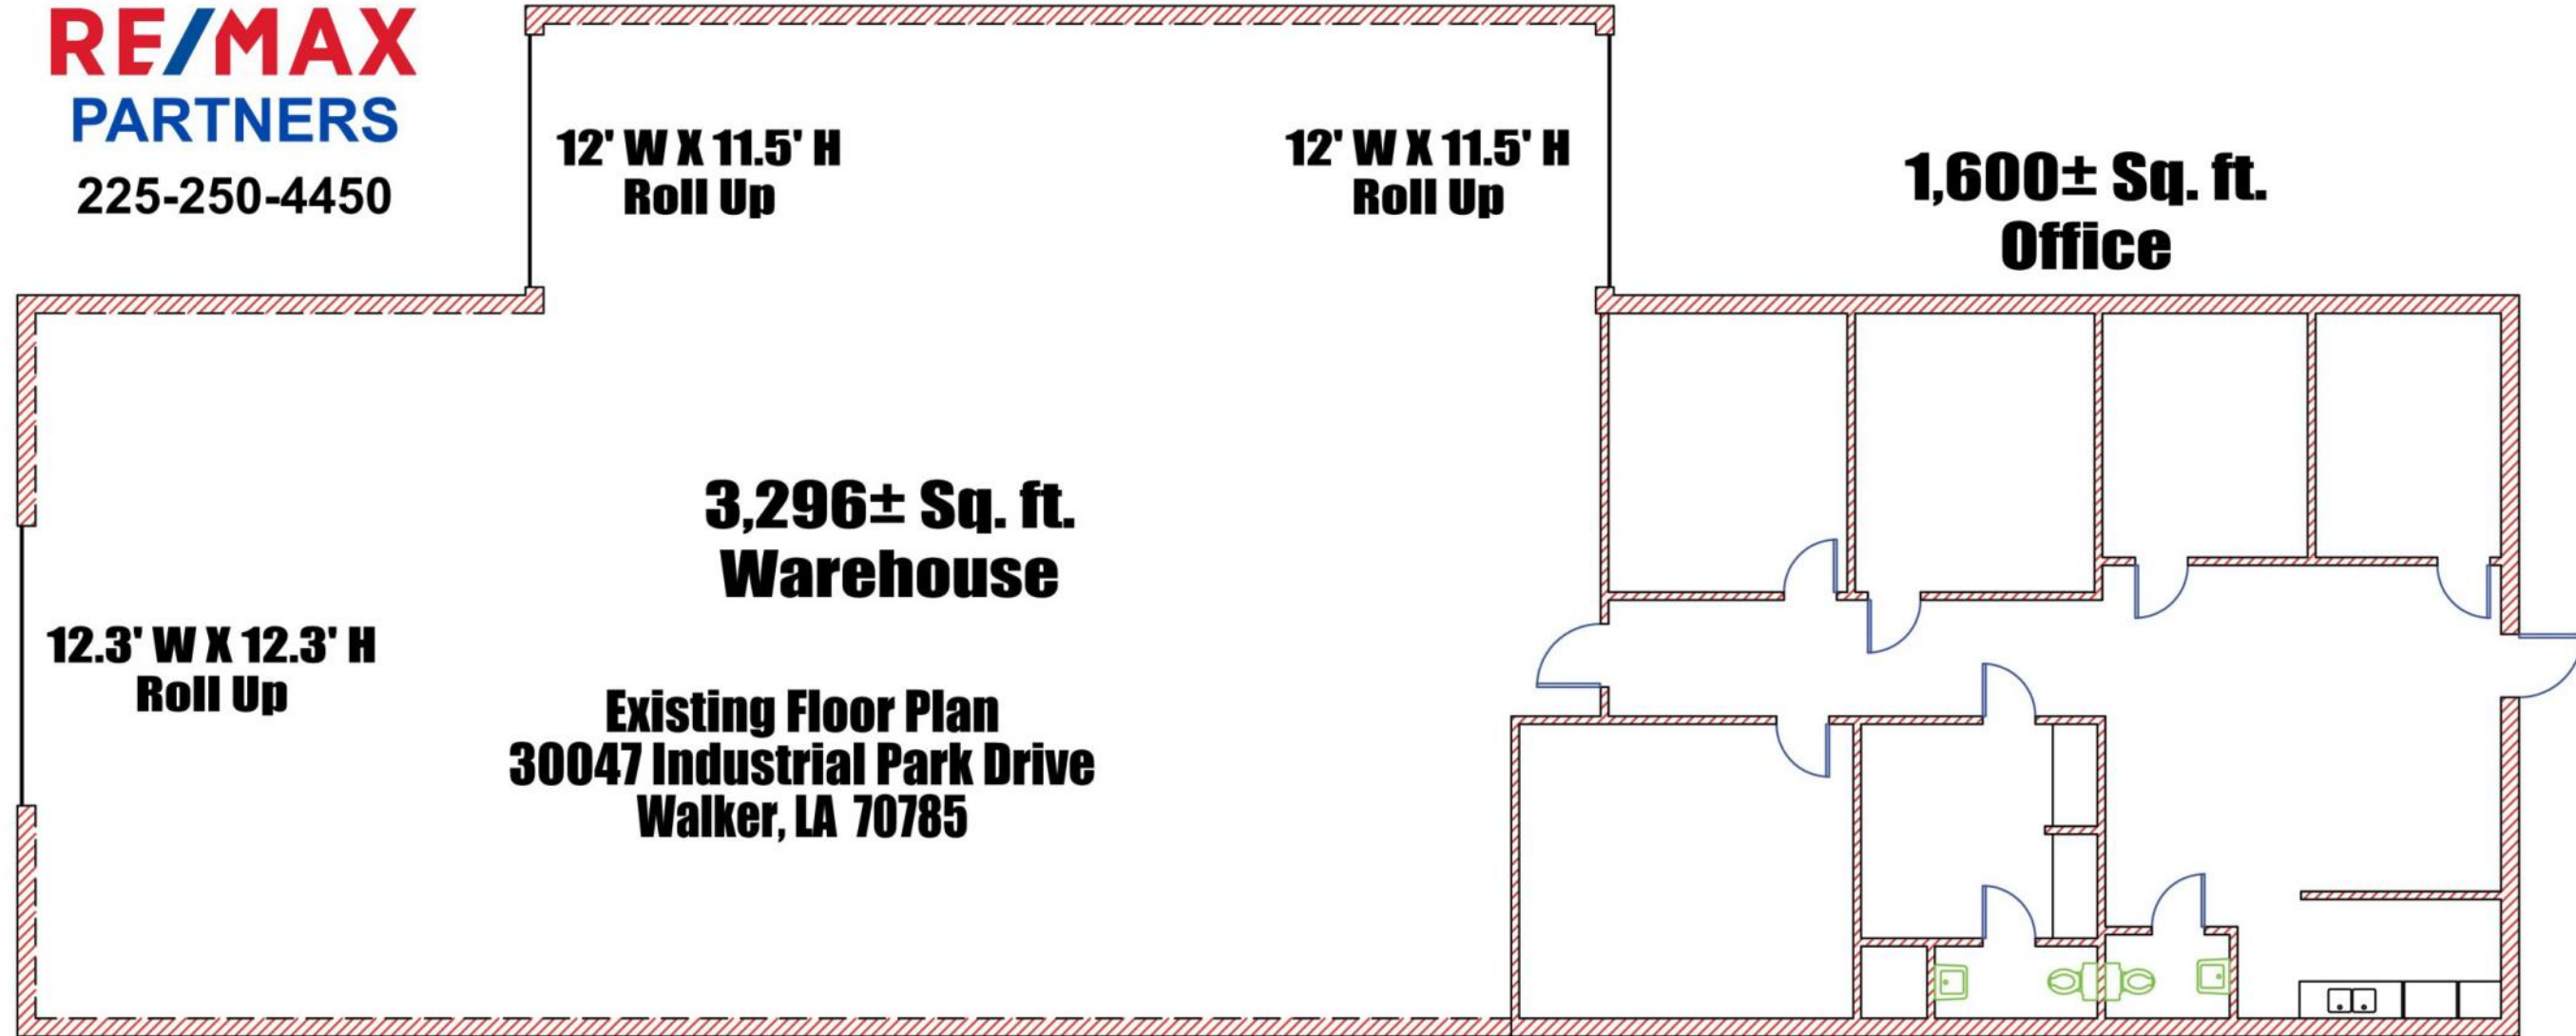 RE/MAX
PARTNERS
225-250-4450
12' W X 11.5' H
Roll Up
12' W X 11.5' H
Roll Up
1,600± Sq. ft.
Office
3,296± Sq. ft.
Warehouse
12.3' W X 12.3' H
Roll Up
Existing Floor Plan
30047 Industrial Park Drive
Walker, LA 70785